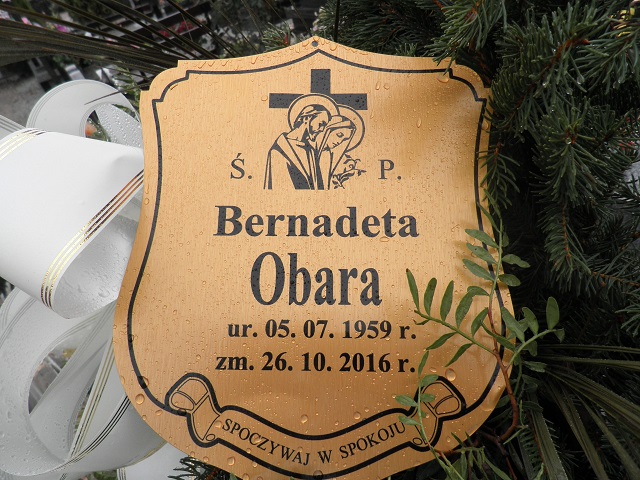 Ś. P.
Bernadeta
Obara
ur. 05. 07. 1959 r.
zm. 26. 10. 2016 r.
SPOCZYWAJ W SPOKOJU